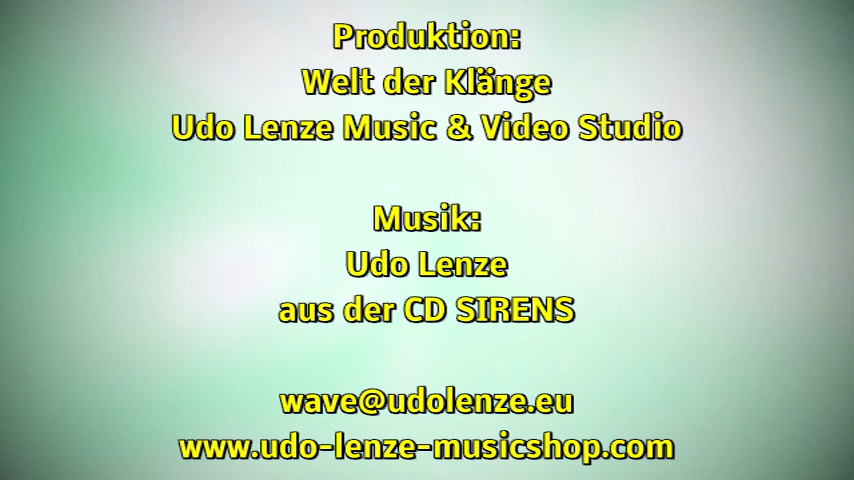 Produktion:
Welt der Klänge
Udo Lenze Music & Video Studio
Musik:
Udo Lenze
aus der CD SIRENS
wave@udolenze.eu
www.udo-lenze-musicshop.com